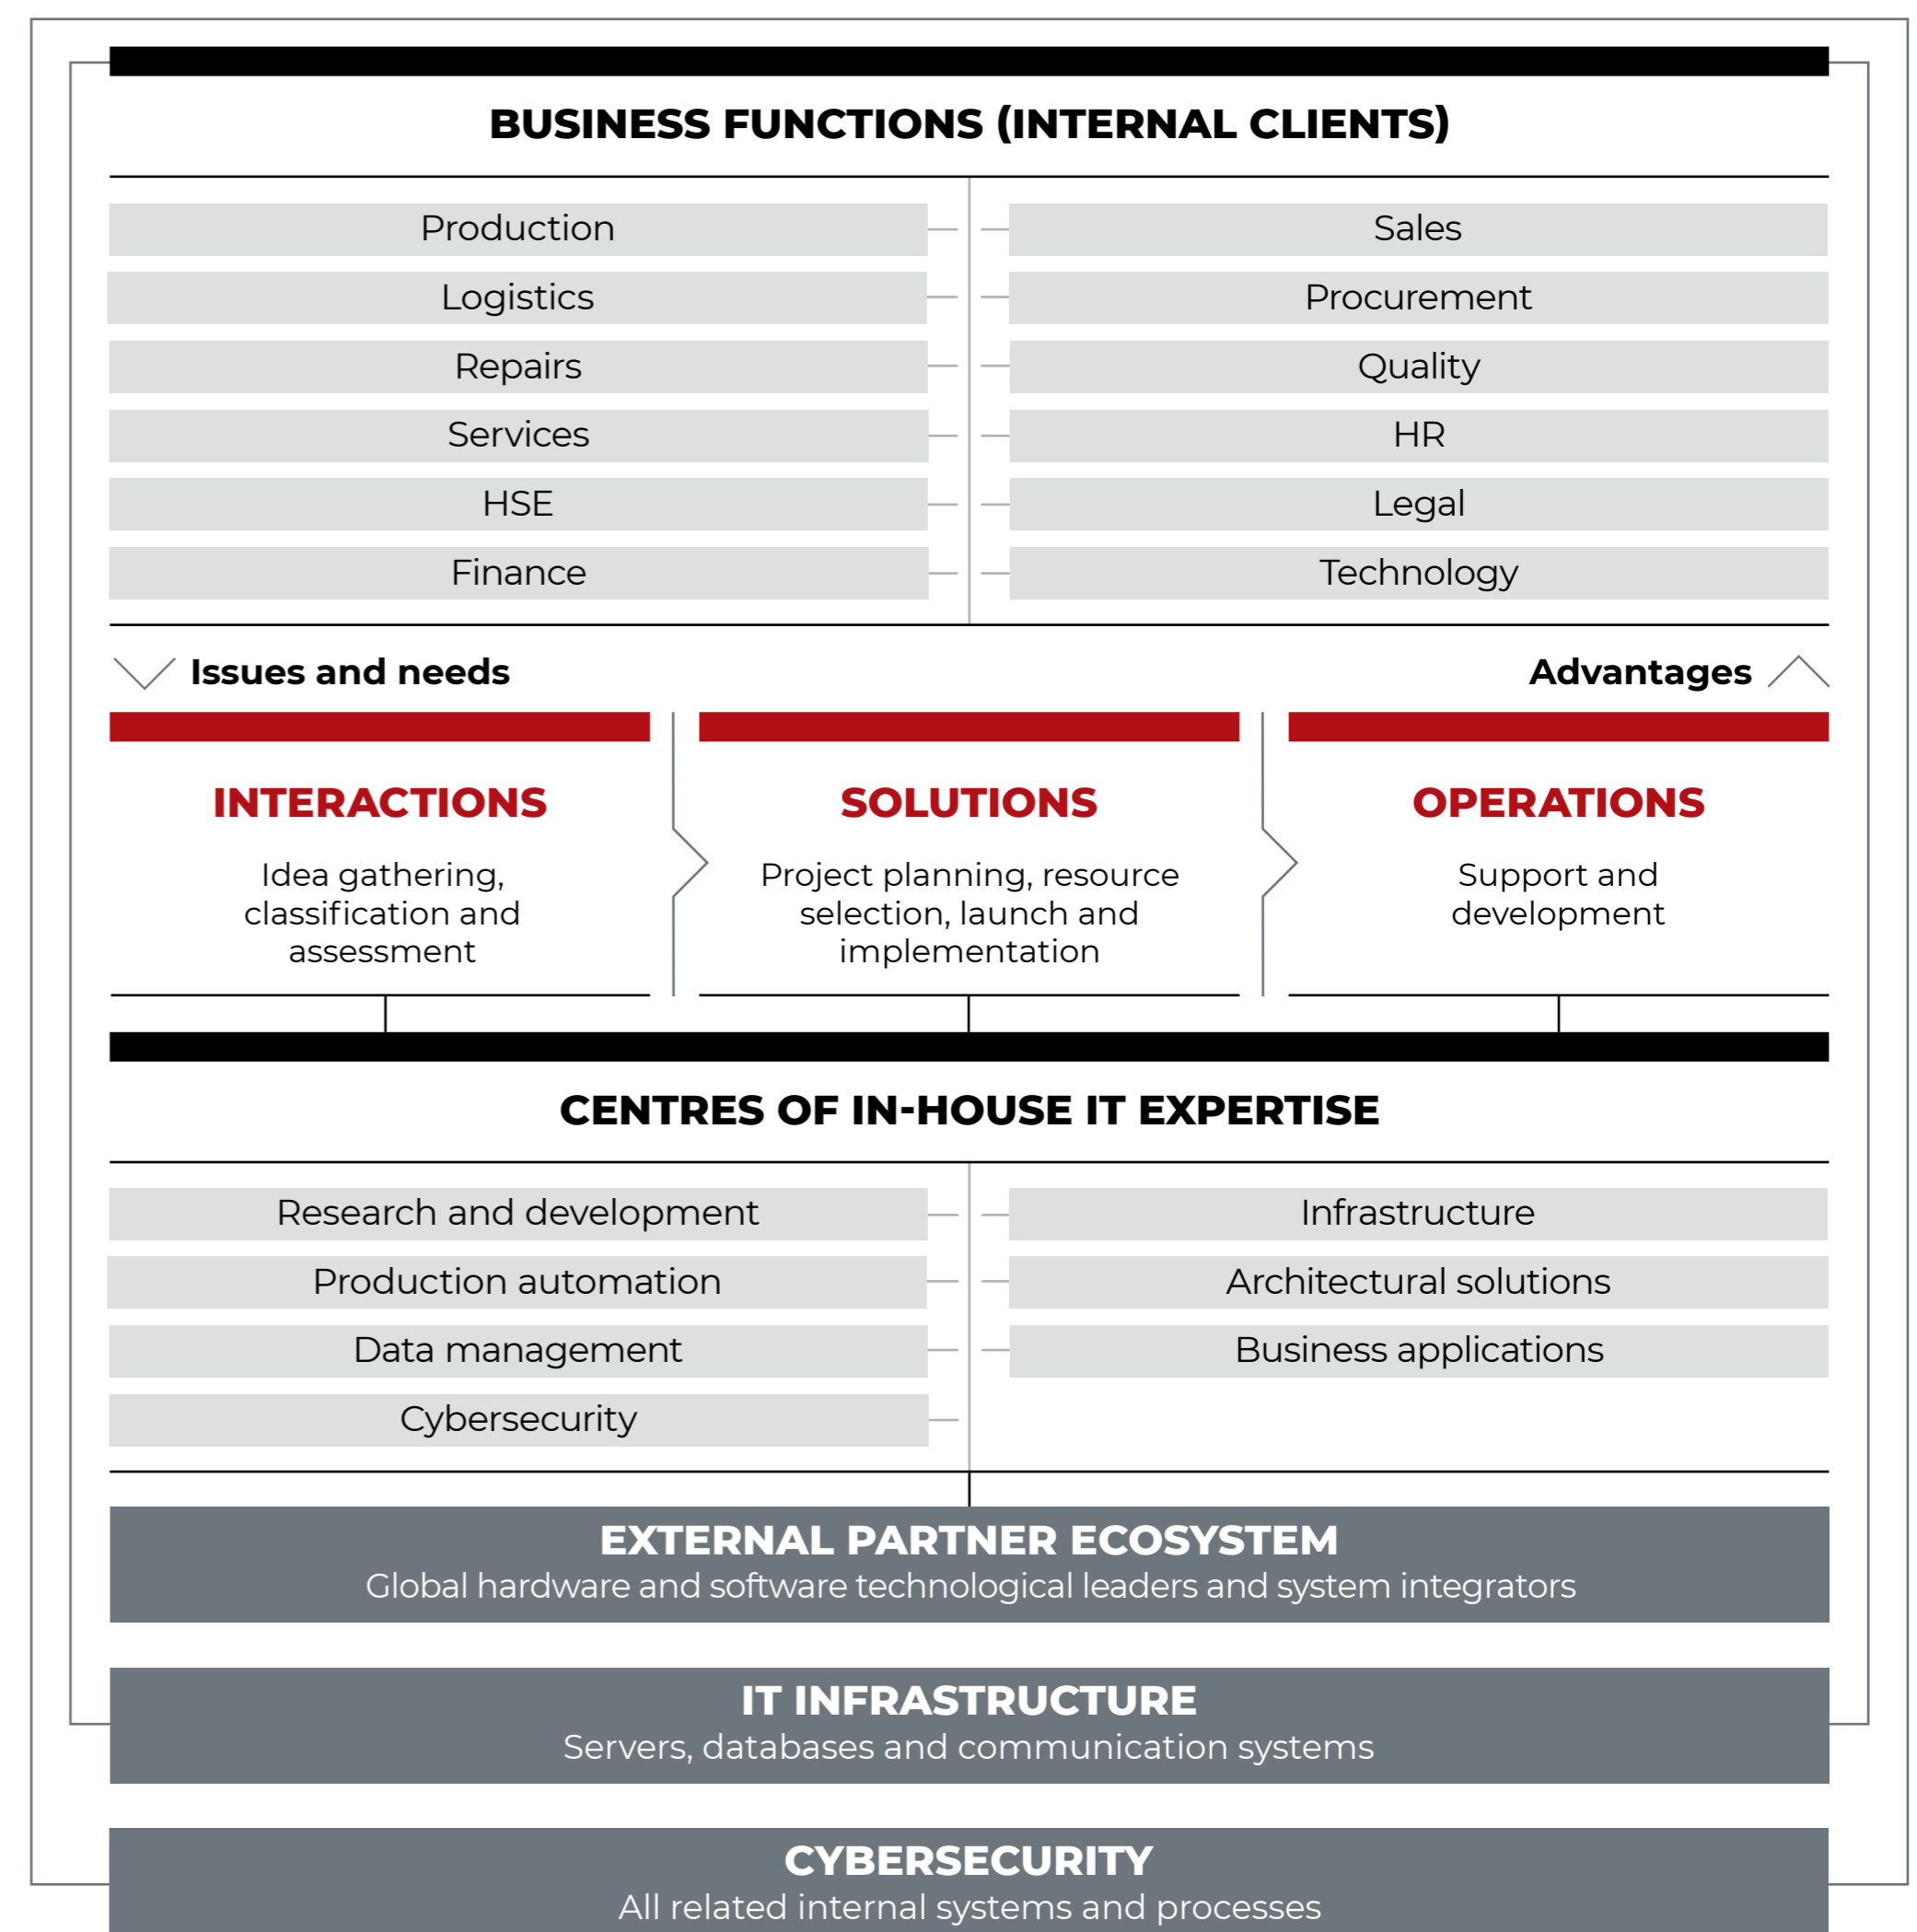 BUSINESS FUNCTIONS (INTERNAL CLIENTS)
Production
Sales
Logistics
Procurement
Repairs
Quality
Services
HR
HSE
Legal
Finance
Technology
Issues and needs
Advantages
INTERACTIONS
Idea gathering,
classification and
assessment
SOLUTIONS
Project planning, resource
selection, launch and
implementation
OPERATIONS
Support and
development
CENTRES OF IN-HOUSE IT EXPERTISE
Research and development
Infrastructure
Production automation
Architectural solutions
Data management
Business applications
Cybersecurity
EXTERNAL PARTNER ECOSYSTEM
Global hardware and software technological leaders and system integrators
IT INFRASTRUCTURE
Servers, databases and communication systems
CYBERSECURITY
All related internal systems and processes